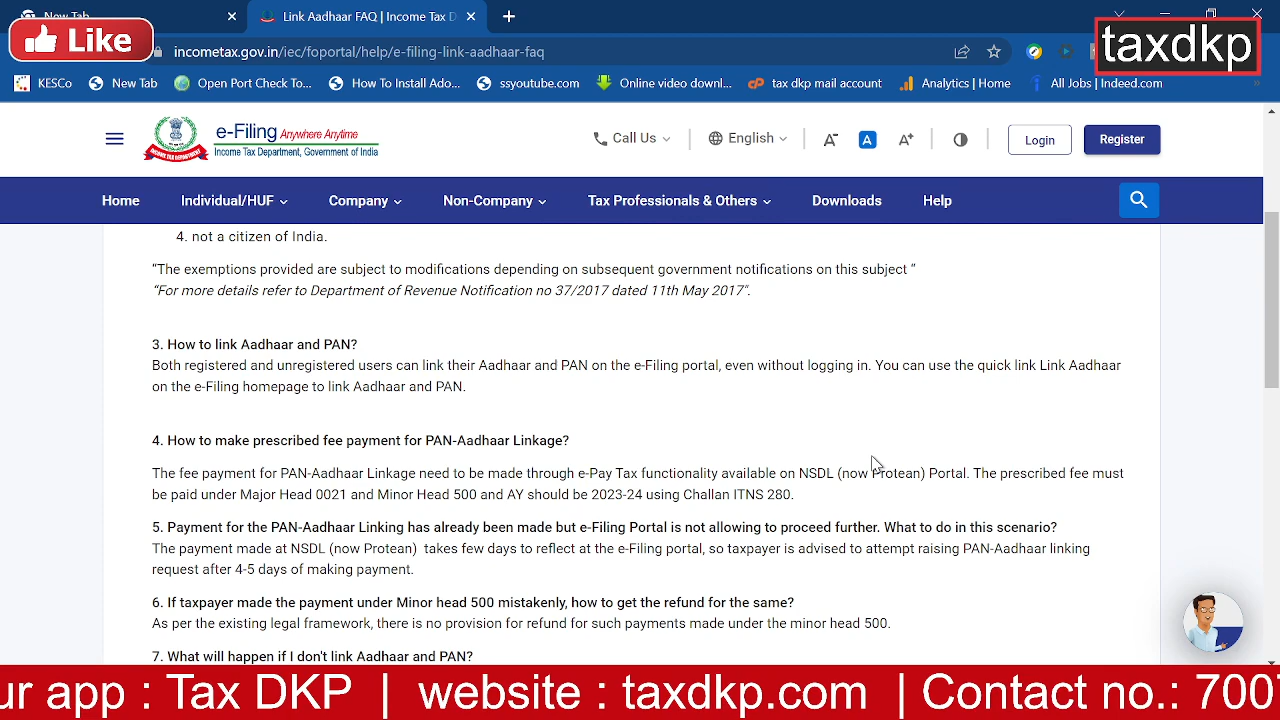 New Tab
Link Aadhaar FAQ | Income Tax D
Like
taxdkp
incometax.gov.in/iec/foportal/help/e-filing-link-aadhaar-faq
KESCo
New Tab
Open Port Check To...
How To Install Ado...
ssyoutube.com
Online video downl...
tax dkp mail account
Analytics | Home
All Jobs | Indeed.com
e-Filing Anywhere Anytime
Income Tax Department, Government of India
INCOME TAX DEPARTMENT
Call Us
English
A-
A
A+
Login
Register
Home
Individual/HUF
Company
Non-Company
Tax Professionals & Others
Downloads
Help
4. not a citizen of India.
“The exemptions provided are subject to modifications depending on subsequent government notifications on this subject ”
“For more details refer to Department of Revenue Notification no 37/2017 dated 11th May 2017”.
3. How to link Aadhaar and PAN?
Both registered and unregistered users can link their Aadhaar and PAN on the e-Filing portal, even without logging in. You can use the quick link Link Aadhaar
on the e-Filing homepage to link Aadhaar and PAN.
4. How to make prescribed fee payment for PAN-Aadhaar Linkage?
The fee payment for PAN-Aadhaar Linkage need to be made through e-Pay Tax functionality available on NSDL (now Protean) Portal. The prescribed fee must
be paid under Major Head 0021 and Minor Head 500 and AY should be 2023-24 using Challan ITNS 280.
5. Payment for the PAN-Aadhaar Linking has already been made but e-Filing Portal is not allowing to proceed further. What to do in this scenario?
The payment made at NSDL (now Protean) takes few days to reflect at the e-Filing portal, so taxpayer is advised to attempt raising PAN-Aadhaar linking
request after 4-5 days of making payment.
6. If taxpayer made the payment under Minor head 500 mistakenly, how to get the refund for the same?
As per the existing legal framework, there is no provision for refund for such payments made under the minor head 500.
7. What will happen if I don't link Aadhaar and PAN?
ur app : Tax DKP | website : taxdkp.com | Contact no.: 700